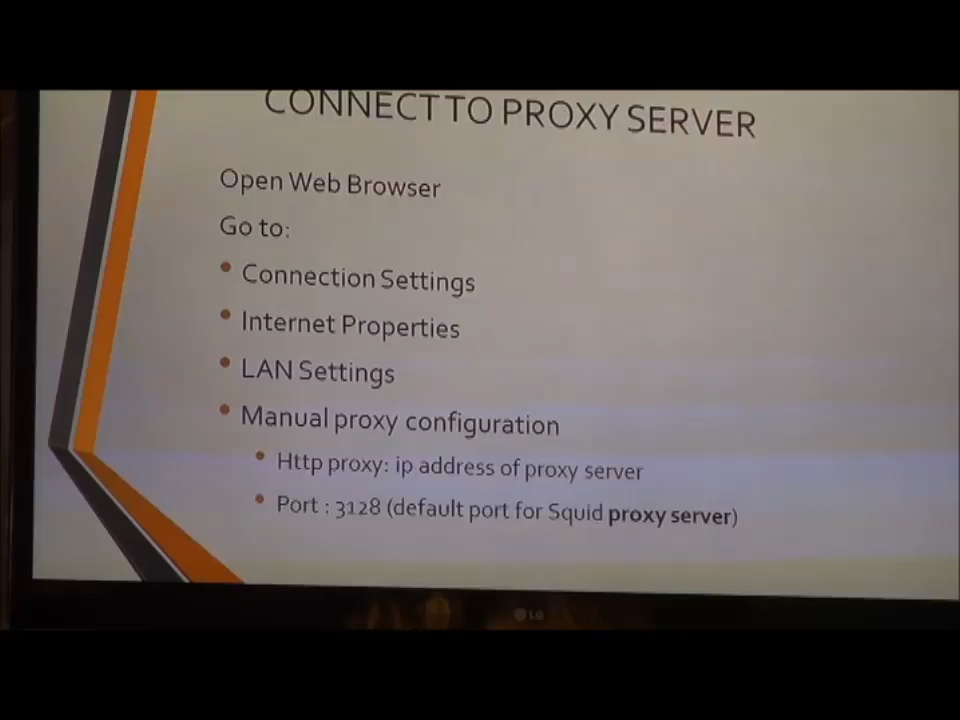 CONNECT TO PROXY SERVER
Open Web Browser
Go to:
• Connection Settings
• Internet Properties
• LAN Settings
• Manual proxy configuration
• Http proxy: ip address of proxy server
• Port : 3128 (default port for Squid proxy server)
LG